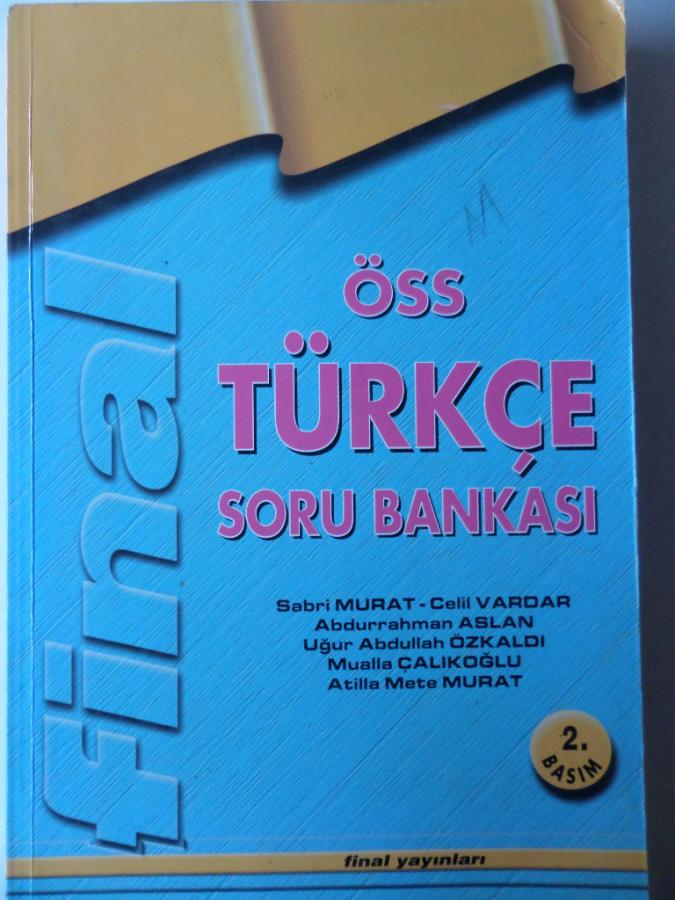 final
ÖSS
TÜRKÇE
SORU BANKASI
Sabri MURAT - Celil VARDAR
Abdurrahman ASLAN
Uğur Abdullah ÖZKALDI
Mualla ÇALIKOĞLU
Atilla Mete MURAT
2.
BASIM
final yayınları